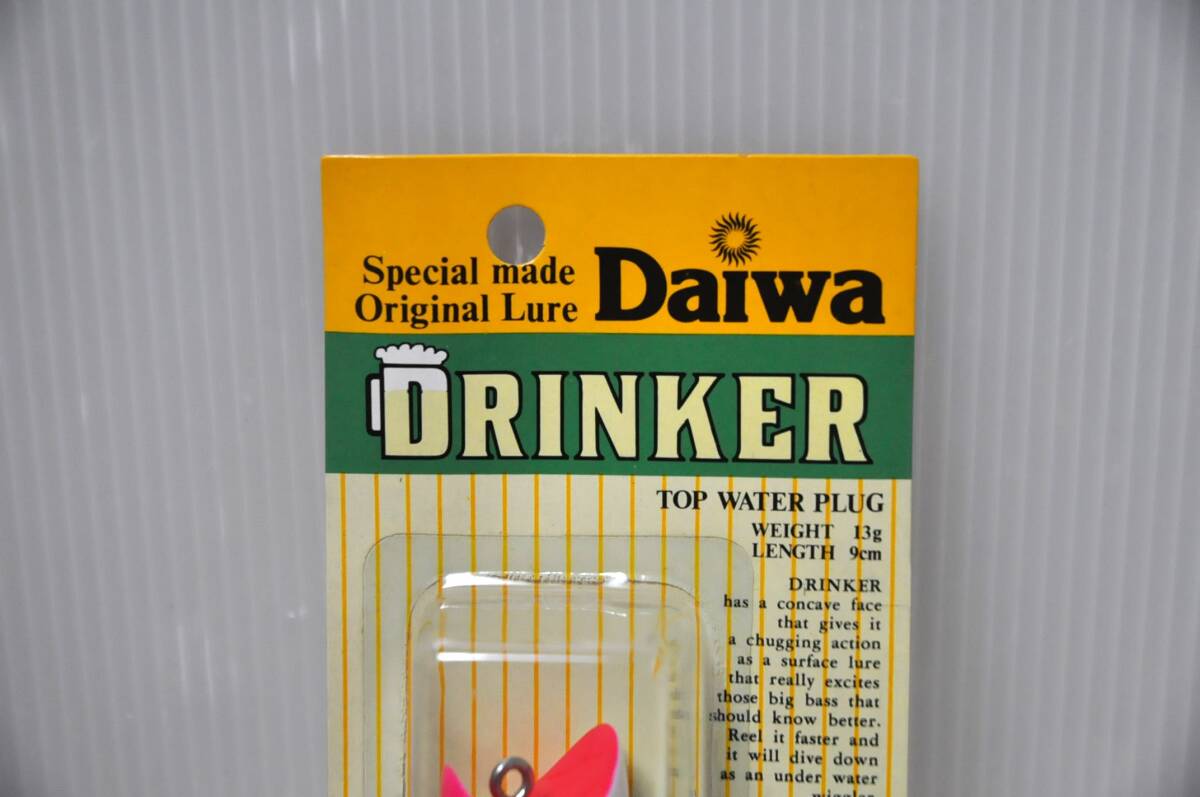 Special made
Original Lure
Daiwa
DRINKER
TOP WATER PLUG
WEIGHT 13g
LENGTH 9cm
DRINKER
has a concave face
that gives it
a chugging action
as a surface lure
that really excites
those big bass that
should know better.
Reel it faster and
it will dive down
as an under water
wiggler.